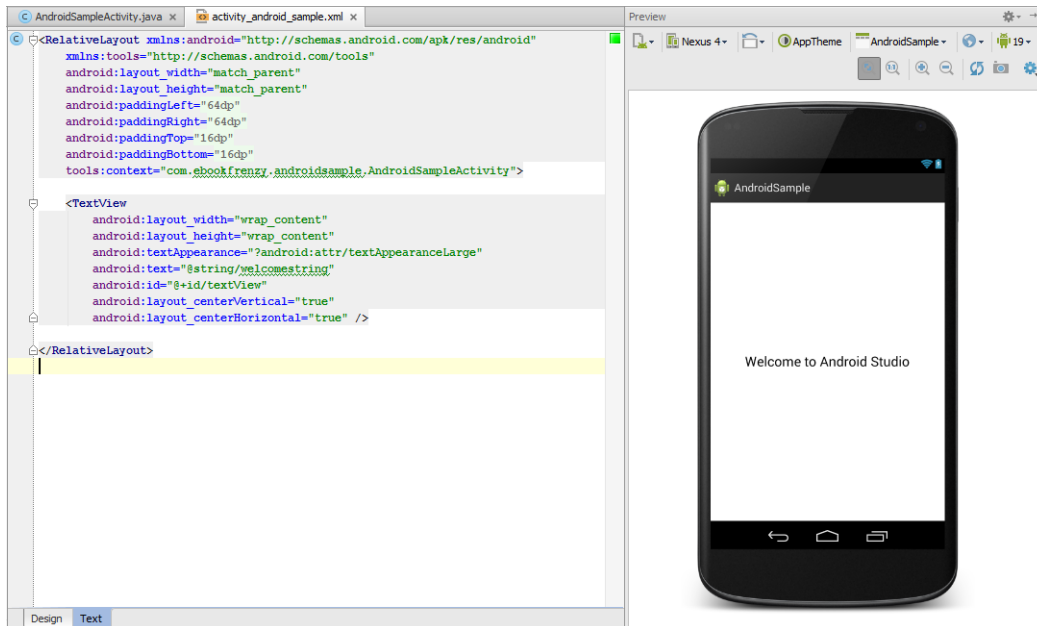 AndroidSampleActivity.java
activity_android_sample.xml
<RelativeLayout xmlns:android="http://schemas.android.com/apk/res/android"
xmlns:tools="http://schemas.android.com/tools"
android:layout_width="match_parent"
android:layout_height="match_parent"
android:paddingLeft="64dp"
android:paddingRight="64dp"
android:paddingTop="16dp"
android:paddingBottom="16dp"
tools:context="com.ebookfrenzy.androidsample.AndroidSampleActivity">
<TextView
android:layout_width="wrap_content"
android:layout_height="wrap_content"
android:textAppearance="?android:attr/textAppearanceLarge"
android:text="@string/welcomestring"
android:id="@+id/textView"
android:layout_centerVertical="true"
android:layout_centerHorizontal="true" />
</RelativeLayout>
Design Text
Preview
Nexus 4 AppTheme AndroidSample 19
1:1
AndroidSample
Welcome to Android Studio